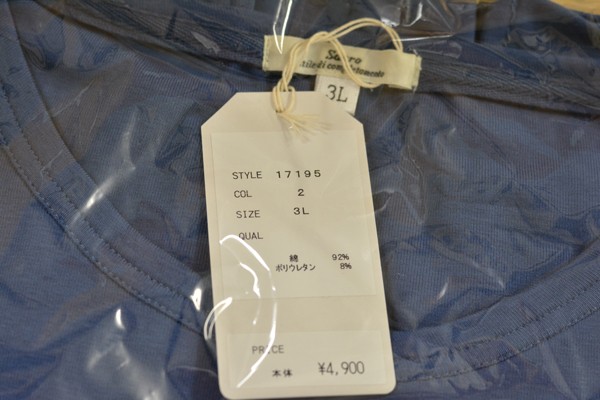 3L
STYLE 17195
COL 2
SIZE 3L
QUAL
綿 92%
ポリウレタン 8%
PRICE
本体 ¥4,900